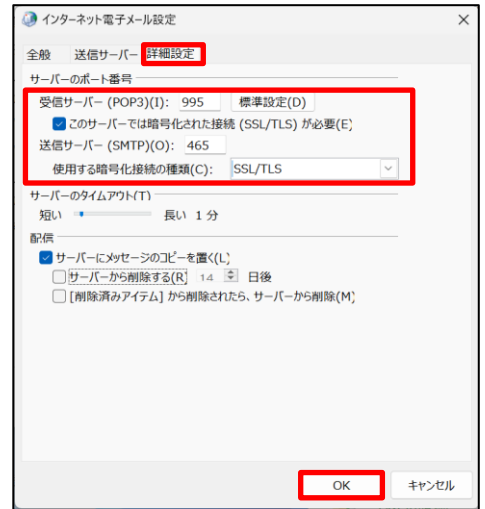 インターネット電子メール設定
全般 送信サーバー 詳細設定
サーバーのポート番号
受信サーバー (POP3)(I): 995 標準設定(D)
このサーバーでは暗号化された接続 (SSL/TLS) が必要(E)
送信サーバー (SMTP)(O): 465
使用する暗号化接続の種類(C): SSL/TLS
サーバーのタイムアウト(T)
短い 長い 1 分
配信
サーバーにメッセージのコピーを置く(L)
サーバーから削除する(R) 14 日後
[削除済みアイテム] から削除されたら、サーバーから削除(M)
OK キャンセル